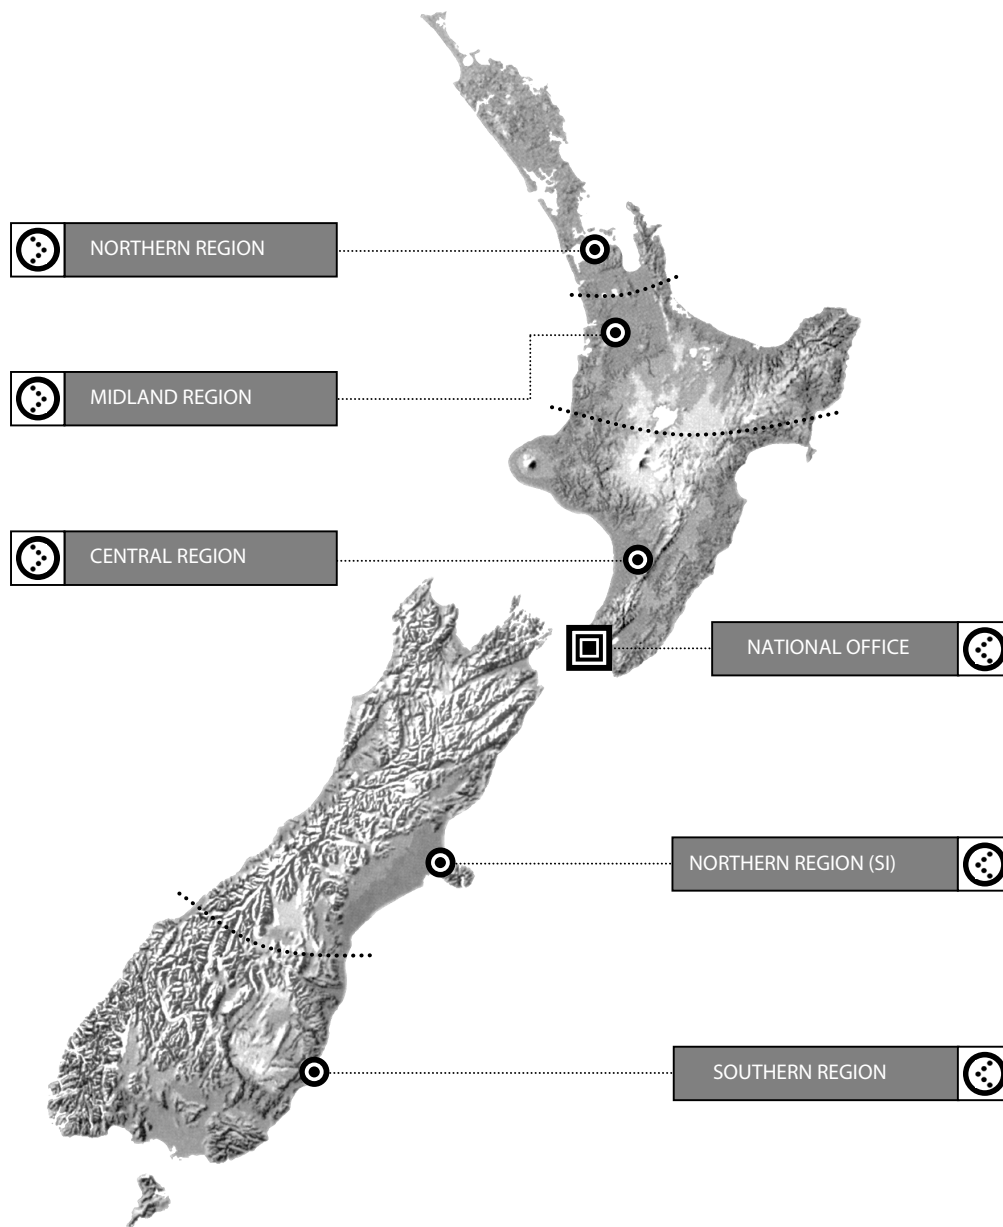 NORTHERN REGION
MIDLAND REGION
CENTRAL REGION
NATIONAL OFFICE
NORTHERN REGION (SI)
SOUTHERN REGION